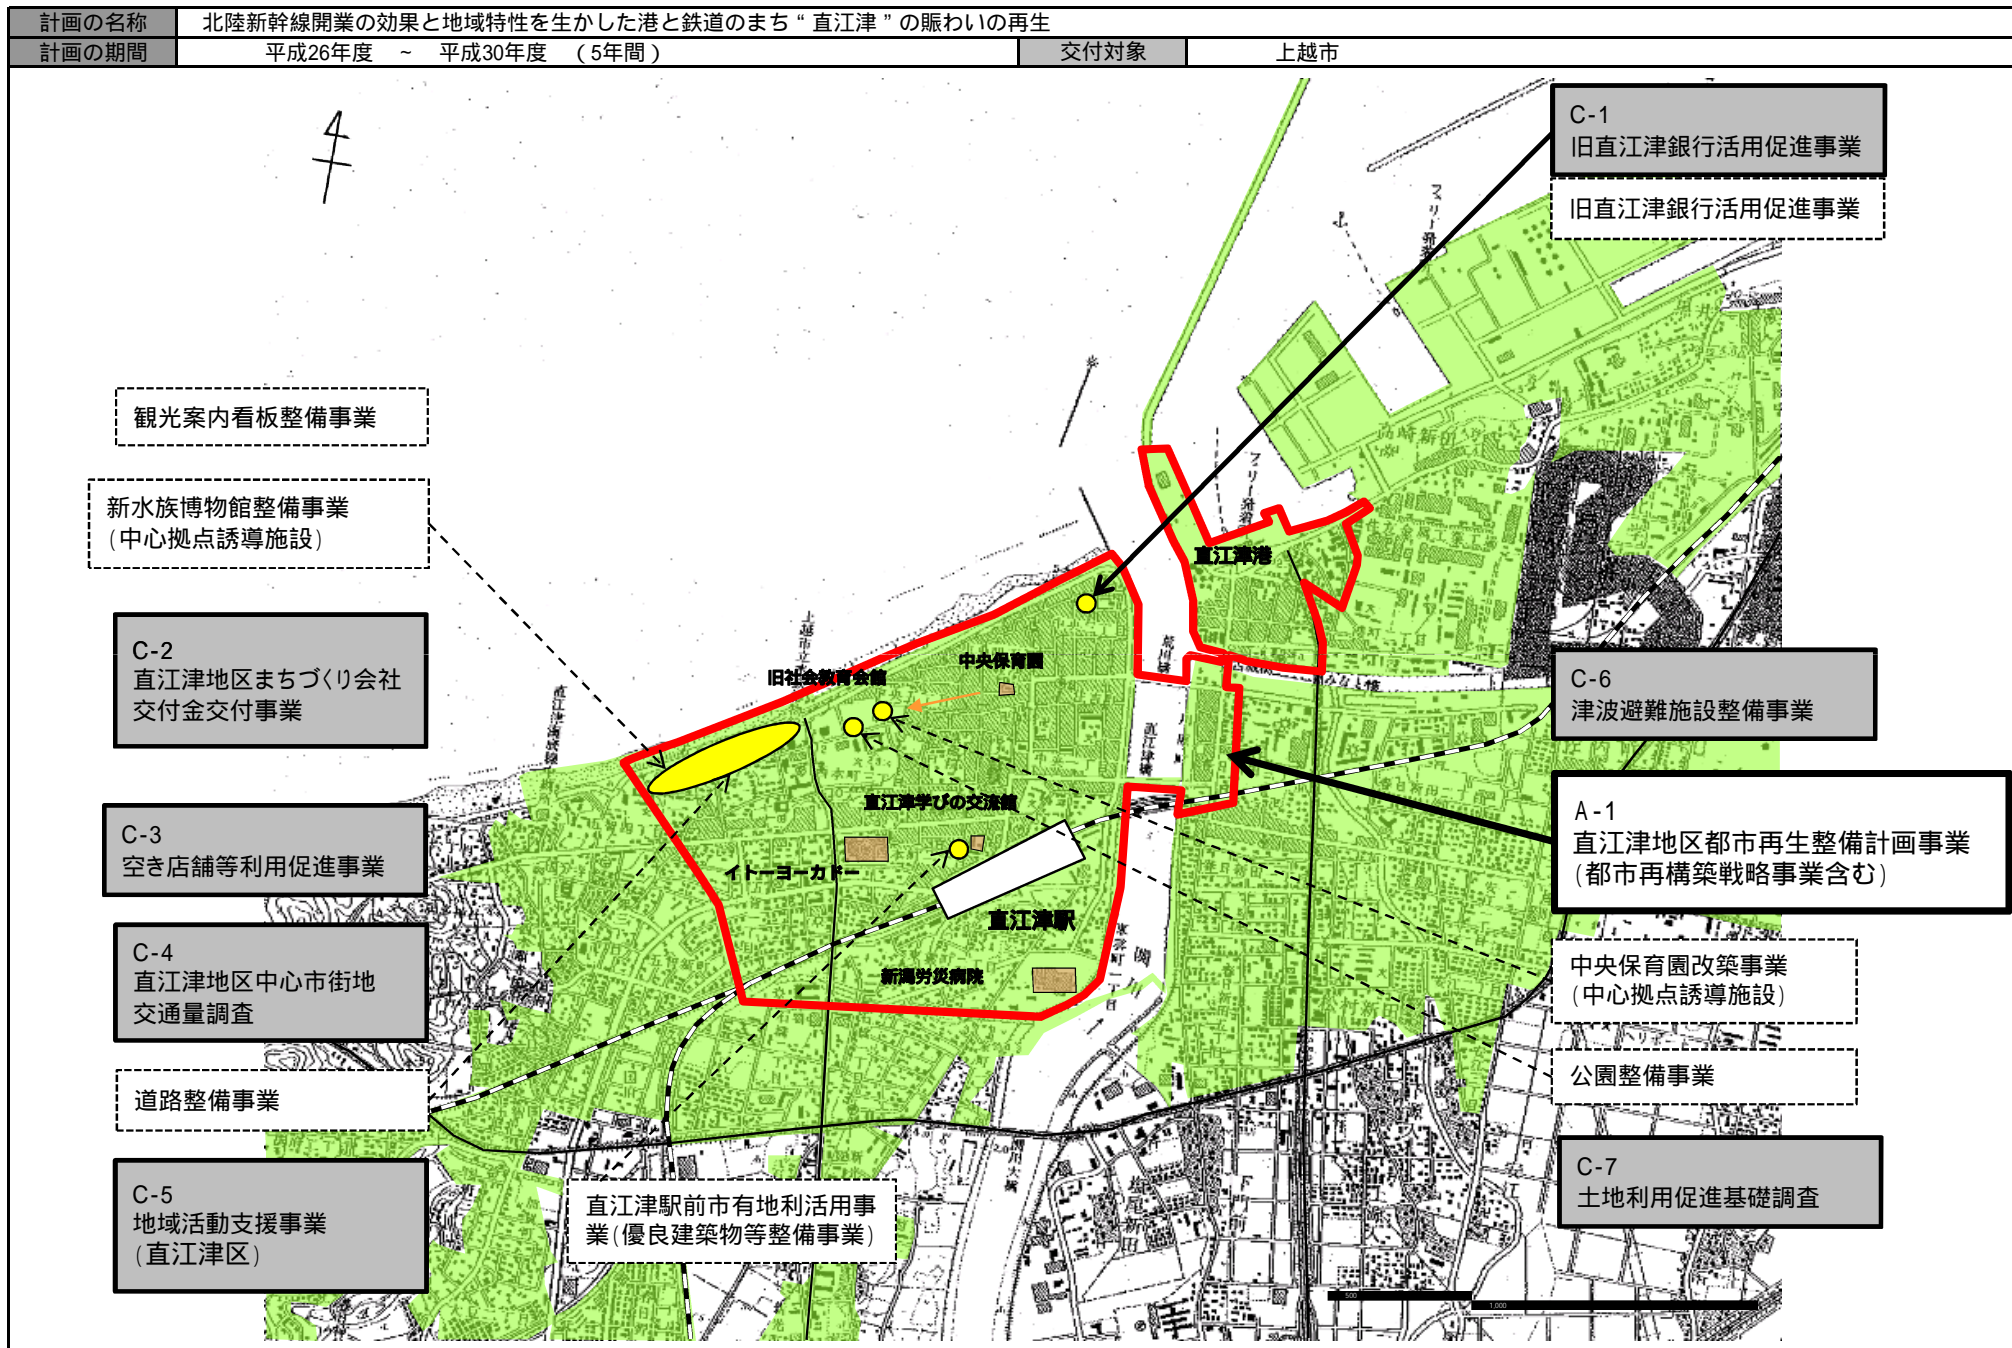 計画の名称 北陸新幹線開業の効果と地域特性を生かした港と鉄道のまち“直江津”の賑わいの再生
計画の期間 平成26年度 ~ 平成30年度 (5年間) 交付対象 上越市
C-1
旧直江津銀行活用促進事業
旧直江津銀行活用促進事業
観光案内看板整備事業
新水族博物館整備事業
(中心拠点誘導施設)
C-2
直江津地区まちづくり会社
交付金交付事業
C-3
空き店舗等利用促進事業
C-4
直江津地区中心市街地
交通量調査
道路整備事業
C-5
地域活動支援事業
(直江津区)
直江津駅前市有地利活用事
業(優良建築物等整備事業)
直江津港
中央保育園
旧社会教育会館
直江津学びの交流館
イトーヨーカドー
直江津駅
新潟労災病院
C-6
津波避難施設整備事業
A-1
直江津地区都市再生整備計画事業
(都市再構築戦略事業含む)
中央保育園改築事業
(中心拠点誘導施設)
公園整備事業
C-7
土地利用促進基礎調査
500
1,000